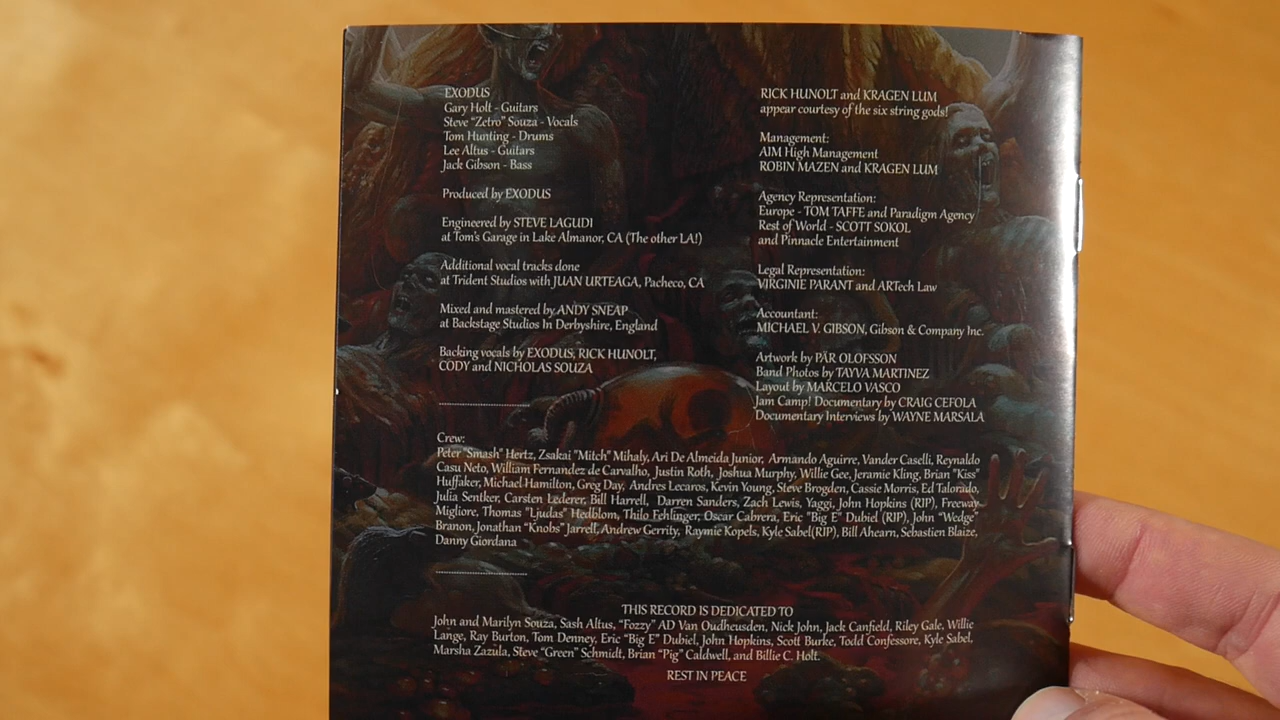 EXODUS
Gary Holt - Guitars
Steve "Zetro" Souza - Vocals
Tom Hunting - Drums
Lee Altus - Guitars
Jack Gibson - Bass
Produced by EXODUS
Engineered by STEVE LAGUDI
at Tom's Garage in Lake Almanor, CA (The other LA!)
Additional vocal tracks done
at Trident Studios with JUAN URTEAGA, Pacheco, CA
Mixed and mastered by ANDY SNEAP
at Backstage Studios In Derbyshire, England
Backing vocals by EXODUS, RICK HUNOLT,
CODY and NICHOLAS SOUZA
RICK HUNOLT and KRAGEN LUM
appear courtesy of the six string gods!
Management:
AIM High Management
ROBIN MAZEN and KRAGEN LUM
Agency Representation:
Europe - TOM TAFFE and Paradigm Agency
Rest of World - SCOTT SOKOL
and Pinnacle Entertainment
Legal Representation:
VIRGINIE PARANT and ARTech Law
Accountant:
MICHAEL V. GIBSON, Gibson & Company Inc.
Artwork by PÄR OLOFSSON
Band Photos by TAYVA MARTINEZ
Layout by MARCELO VASCO
Jam Camp! Documentary by CRAIG CEFOLA
Documentary Interviews by WAYNE MARSALA
Crew:
Peter "Smash" Hertz, Zsakai "Mitch" Mihaly, Ari De Almeida Junior, Armando Aguirre, Vander Caselli, Reynaldo
Casu Neto, William Fernandez de Carvalho, Justin Roth, Joshua Murphy, Willie Gee, Jeramie Kling, Brian "Kiss"
Huffaker, Michael Hamilton, Greg Day, Andres Lecaros, Kevin Young, Steve Brogden, Cassie Morris, Ed Talorado,
Julia Sentker, Carsten Lederer, Bill Harrell, Darren Sanders, Zach Lewis, Yaggi, John Hopkins (RIP), Freeway
Migliore, Thomas "Ljudas" Hedblom, Thilo Fehlinger, Oscar Cabrera, Eric "Big E" Dubiel (RIP), John "Wedge"
Branon, Jonathan "Knobs" Jarrell, Andrew Gerrity, Raymie Kopels, Kyle Sabel(RIP), Bill Ahearn, Sebastien Blaize,
Danny Giordana
THIS RECORD IS DEDICATED TO
John and Marilyn Souza, Sash Altus, "Fozzy" AD Van Oudheusden, Nick John, Jack Canfield, Riley Gale, Willie
Lange, Ray Burton, Tom Denney, Eric "Big E" Dubiel, John Hopkins, Scott Burke, Todd Confessore, Kyle Sabel,
Marsha Zazula, Steve "Green" Schmidt, Brian "Pig" Caldwell, and Billie C. Holt.
REST IN PEACE